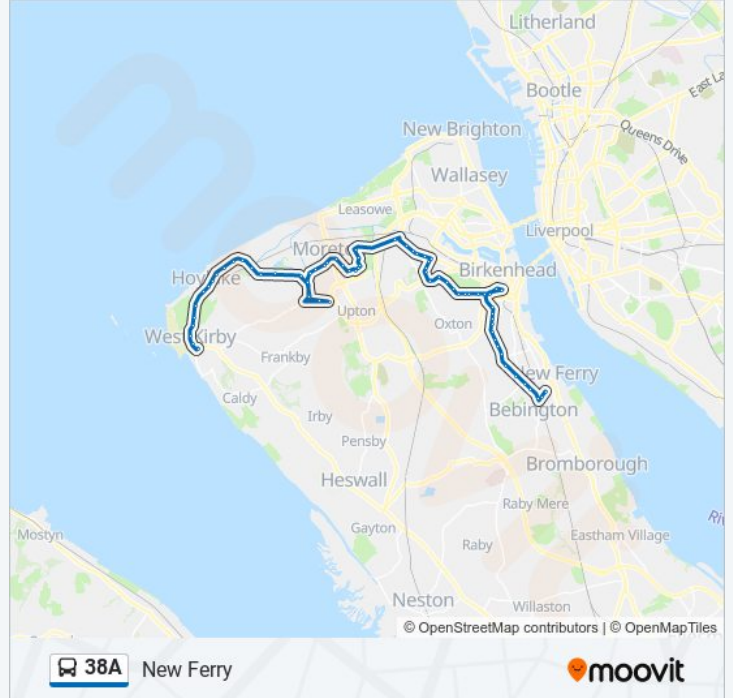 Litherland
Bootle
East La
Queens Drive
New Brighton
Wallasey
Leasowe
Liverpool
Moreto
Birkenhead
Hoylake
Upton
Oxton
West Kirby
Frankby
New Ferry
Caldy
Bebington
Irby
Pensby
Bromborough
Heswall
Raby Mere
Gayton
Mostyn
Eastham Village
Raby
Neston
Willaston
© OpenStreetMap contributors | © OpenMapTiles
38A New Ferry
moovit